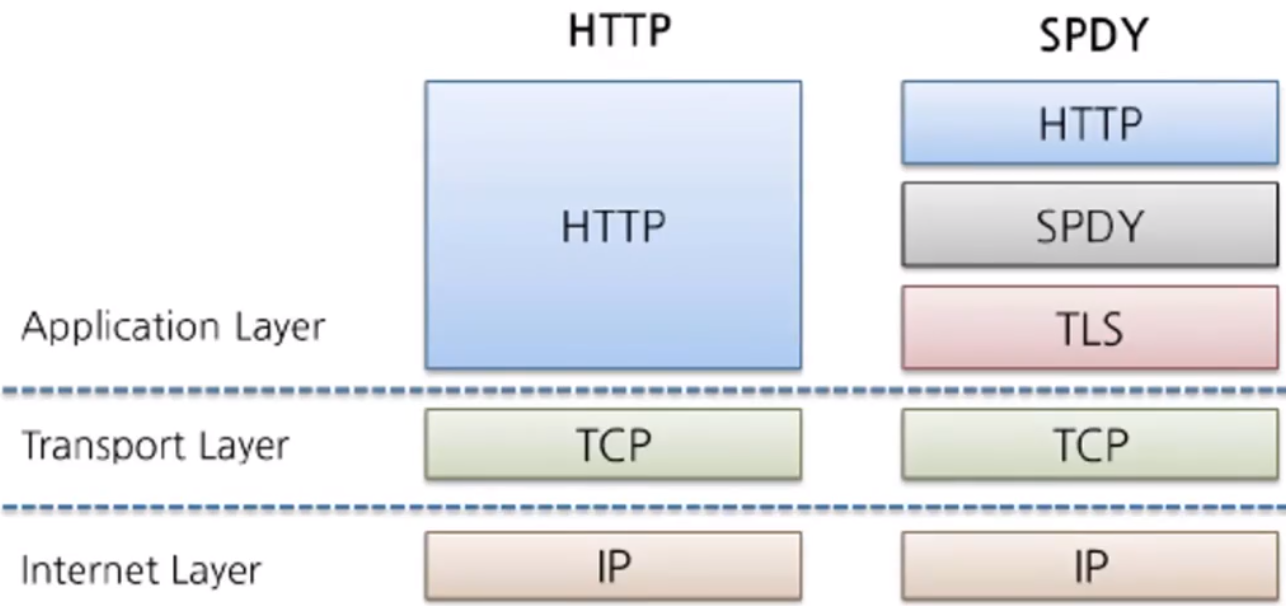 HTTP SPDY
HTTP
HTTP
SPDY
Application Layer TLS
Transport Layer TCP TCP
Internet Layer IP IP